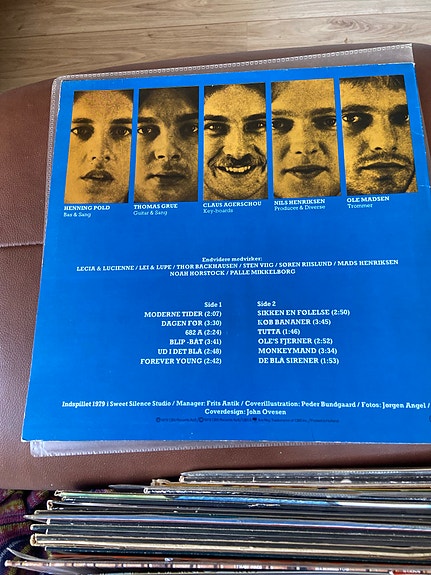 HENNING POLD
Bas & Sang
THOMAS GRUE
Guitar & Sang
CLAUS AGERSCHOU
Key-boards
NILS HENRIKSEN
Producer & Diverse
OLE MADSEN
Trommer
Endvidere medvirker:
LECIA & LUCIENNE / LEI & LUPE / THOR BACKHAUSEN / STEN VIIG / SØREN RIISLUND / MADS HENRIKSEN
NOAH HORSTOCK / PALLE MIKKELBORG
Side 1
MODERNE TIDER (2:07)
DAGEN FØR (3:30)
682 A (2:24)
BLIP-BÅT (3:41)
UD I DET BLÅ (2:48)
FOREVER YOUNG (2:42)
Side 2
SIKKEN EN FØLELSE (2:50)
KØB BANANER (3:45)
TUTTA (1:46)
OLE'S FJERNER (2:52)
MONKEYMAND (3:34)
DE BLÅ SIRENER (1:53)
Indspillet 1979 i Sweet Silence Studio / Manager: Frits Antik / Coverillustration: Peder Bundgaard / Fotos: Jørgen Angel /
Coverdesign: John Ovesen